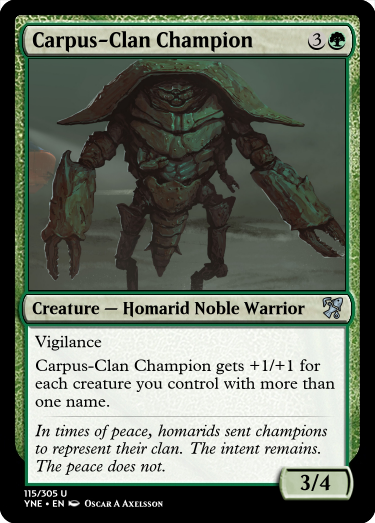 Carpus-Clan Champion 3
Creature — Homarid Noble Warrior
Vigilance
Carpus-Clan Champion gets +1/+1 for
each creature you control with more than
one name.
In times of peace, homarids sent champions
to represent their clan. The intent remains.
The peace does not.
3/4
115/305 U
YNE • EN Oscar A Axelsson